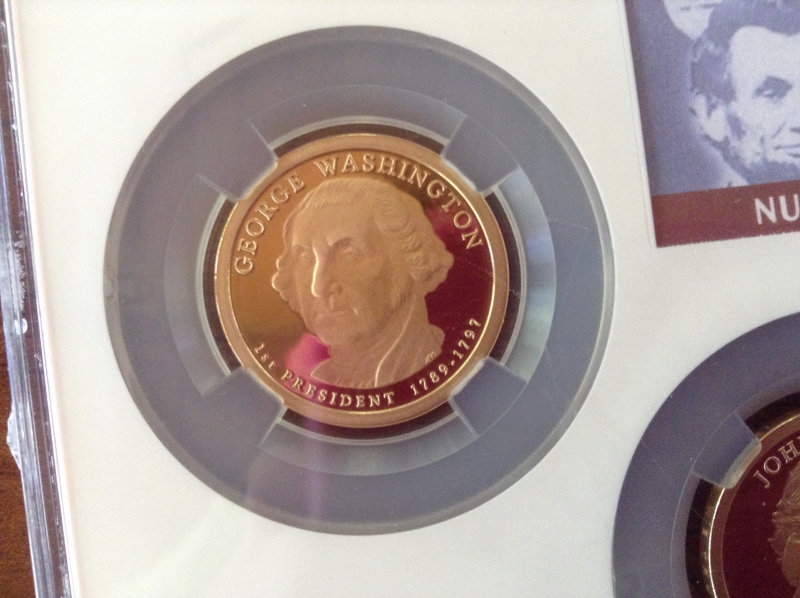 GEORGE WASHINGTON
1st PRESIDENT 1789-1797
NU
JOH